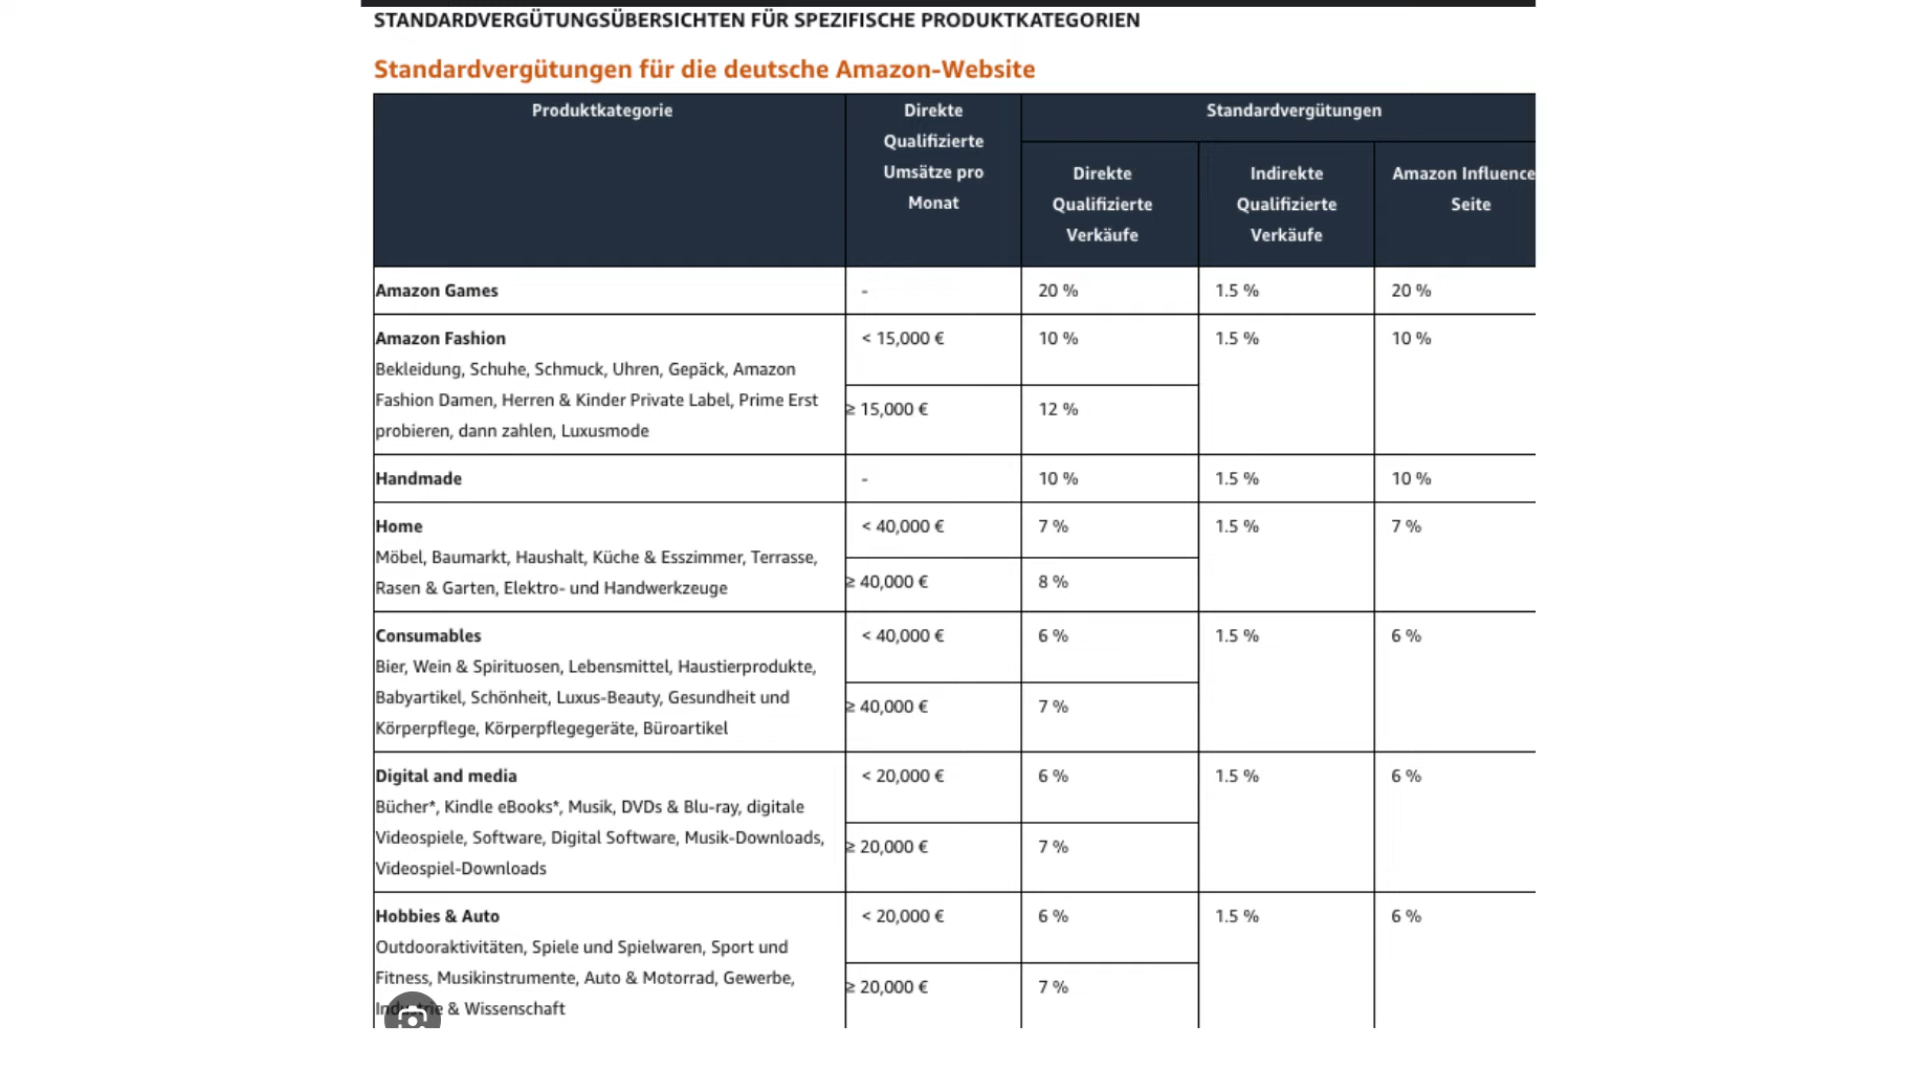 STANDARDVERGÜTUNGSÜBERSICHTEN FÜR SPEZIFISCHE PRODUKTKATEGORIEN
Standardvergütungen für die deutsche Amazon-Website
Produktkategorie
Direkte
Qualifizierte
Umsätze pro
Monat
Standardvergütungen
Direkte
Qualifizierte
Verkäufe
Indirekte
Qualifizierte
Verkäufe
Amazon Influence
Seite
Amazon Games
-
20 %
1.5 %
20 %
Amazon Fashion
Bekleidung, Schuhe, Schmuck, Uhren, Gepäck, Amazon
Fashion Damen, Herren & Kinder Private Label, Prime Erst
probieren, dann zahlen, Luxusmode
< 15,000 €
10 %
1.5 %
10 %
≥ 15,000 €
12 %
Handmade
-
10 %
1.5 %
10 %
Home
Möbel, Baumarkt, Haushalt, Küche & Esszimmer, Terrasse,
Rasen & Garten, Elektro- und Handwerkzeuge
< 40,000 €
7 %
1.5 %
7 %
≥ 40,000 €
8 %
Consumables
Bier, Wein & Spirituosen, Lebensmittel, Haustierprodukte,
Babyartikel, Schönheit, Luxus-Beauty, Gesundheit und
Körperpflege, Körperpflegegeräte, Büroartikel
< 40,000 €
6 %
1.5 %
6 %
≥ 40,000 €
7 %
Digital and media
Bücher*, Kindle eBooks*, Musik, DVDs & Blu-ray, digitale
Videospiele, Software, Digital Software, Musik-Downloads,
Videospiel-Downloads
< 20,000 €
6 %
1.5 %
6 %
≥ 20,000 €
7 %
Hobbies & Auto
Outdooraktivitäten, Spiele und Spielwaren, Sport und
Fitness, Musikinstrumente, Auto & Motorrad, Gewerbe,
Industrie & Wissenschaft
< 20,000 €
6 %
1.5 %
6 %
≥ 20,000 €
7 %